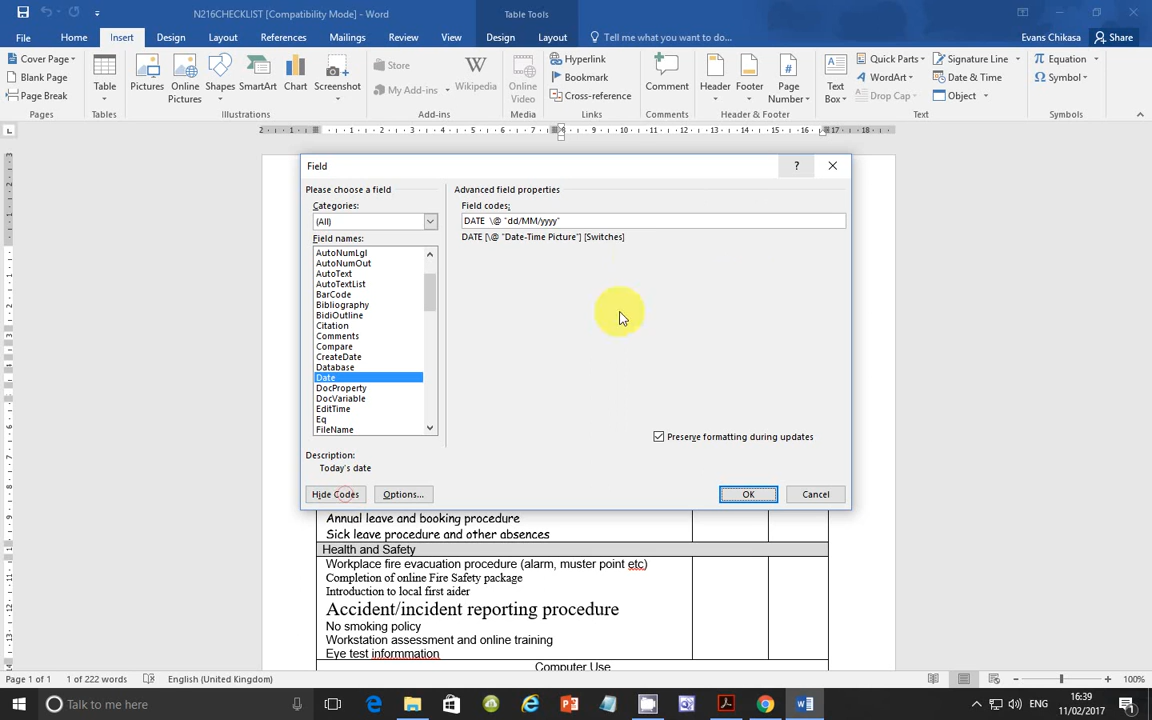 N216CHECKLIST [Compatibility Mode] - Word
Table Tools
File
Home
Insert
Design
Layout
References
Mailings
Review
View
Design
Layout
Tell me what you want to do...
Evans Chikasa
Share
Cover Page
Blank Page
Page Break
Pages
Table
Tables
Pictures
Online Pictures
Shapes
SmartArt
Chart
Screenshot
Illustrations
Store
My Add-ins
Wikipedia
Add-ins
Online Video
Media
Hyperlink
Bookmark
Cross-reference
Links
Comment
Comments
Header
Footer
Page Number
Header & Footer
Text Box
Quick Parts
WordArt
Drop Cap
Signature Line
Date & Time
Object
Text
Equation
Symbol
Symbols
Field
?
Please choose a field
Categories:
(All)
Field names:
AutoNumLgl
AutoNumOut
AutoText
AutoTextList
BarCode
Bibliography
BidiOutline
Citation
Comments
Compare
CreateDate
Database
Date
DocProperty
DocVariable
EditTime
Eq
FileName
Description:
Today's date
Hide Codes
Options...
Advanced field properties
Field codes:
DATE \@ "dd/MM/yyyy"
DATE [\@ "Date-Time Picture"] [Switches]
Preserve formatting during updates
OK
Cancel
Annual leave and booking procedure
Sick leave procedure and other absences
Health and Safety
Workplace fire evacuation procedure (alarm, muster point etc)
Completion of online Fire Safety package
Introduction to local first aider
Accident/incident reporting procedure
No smoking policy
Workstation assessment and online training
Eye test informmation
Computer Use
Page 1 of 1
1 of 222 words
English (United Kingdom)
100%
Talk to me here
ENG
16:39
11/02/2017